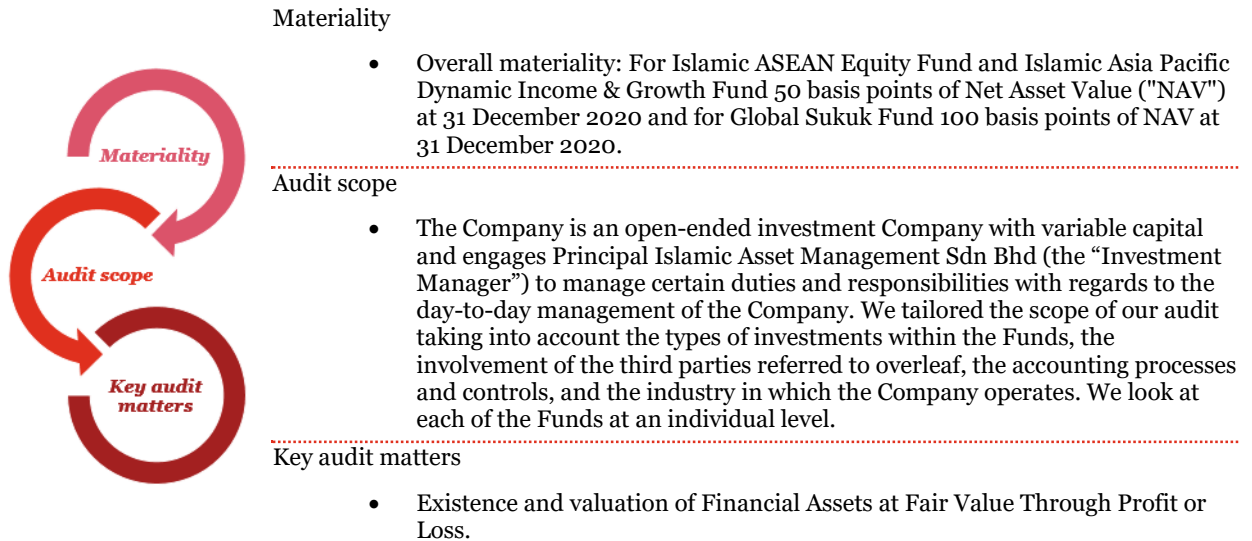 Materiality
• Overall materiality: For Islamic ASEAN Equity Fund and Islamic Asia Pacific
Dynamic Income & Growth Fund 50 basis points of Net Asset Value ("NAV")
at 31 December 2020 and for Global Sukuk Fund 100 basis points of NAV at
31 December 2020.
Materiality
Audit scope
• The Company is an open-ended investment Company with variable capital
and engages Principal Islamic Asset Management Sdn Bhd (the “Investment
Manager”) to manage certain duties and responsibilities with regards to the
day-to-day management of the Company. We tailored the scope of our audit
taking into account the types of investments within the Funds, the
involvement of the third parties referred to overleaf, the accounting processes
and controls, and the industry in which the Company operates. We look at
each of the Funds at an individual level.
Audit scope
Key audit matters
• Existence and valuation of Financial Assets at Fair Value Through Profit or
Loss.
Key audit
matters